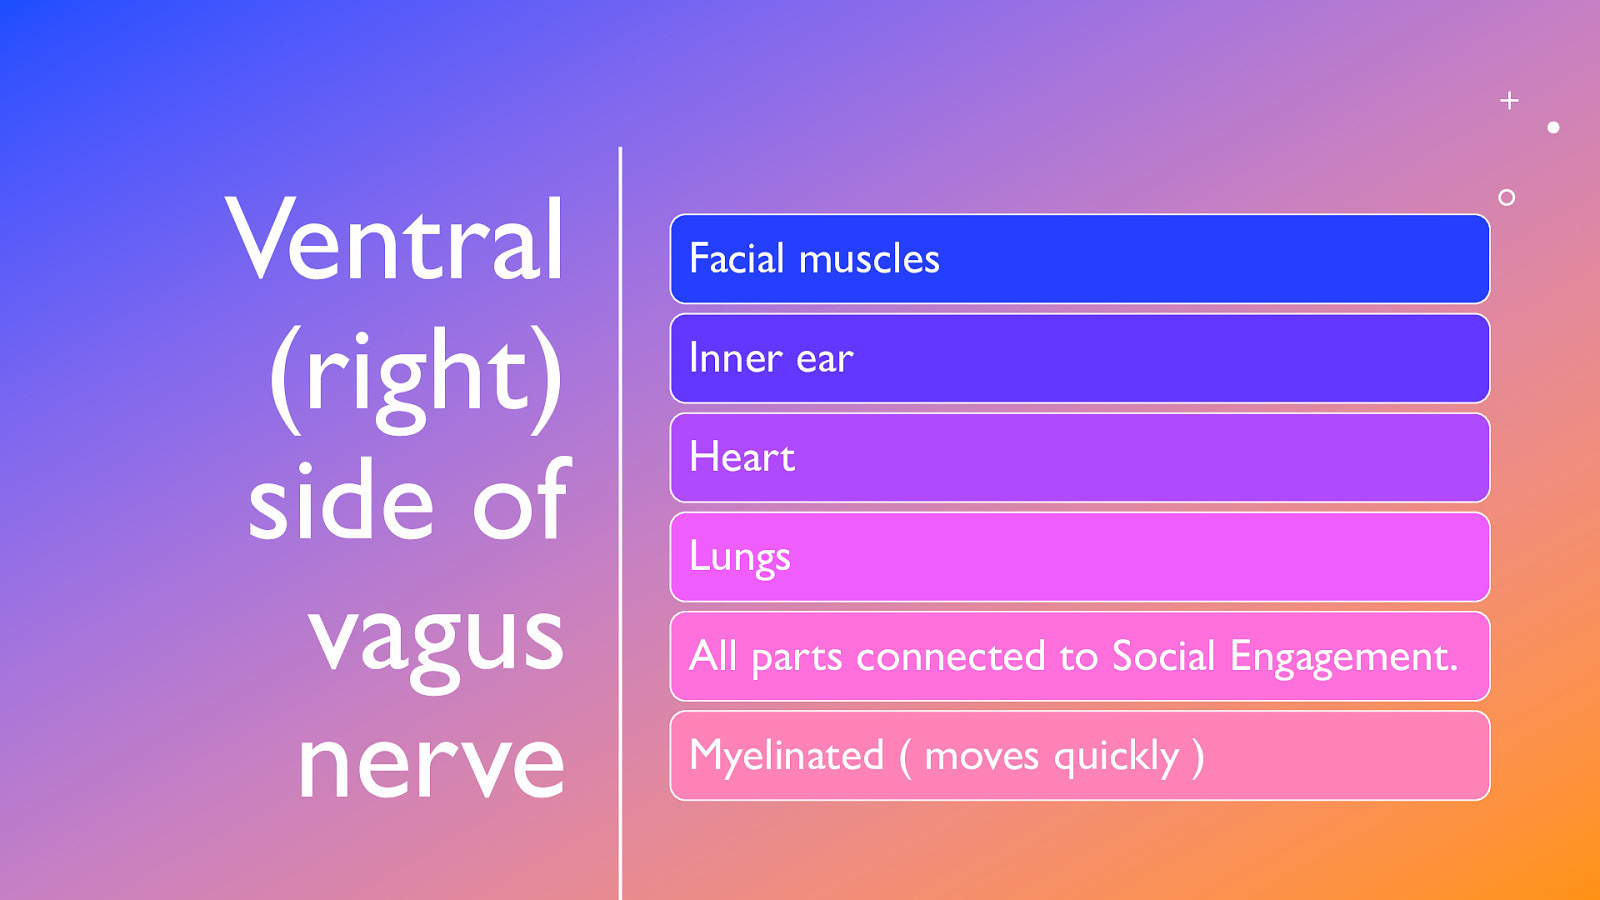 Ventral
(right)
side of
vagus
nerve
Facial muscles
Inner ear
Heart
Lungs
All parts connected to Social Engagement.
Myelinated ( moves quickly )